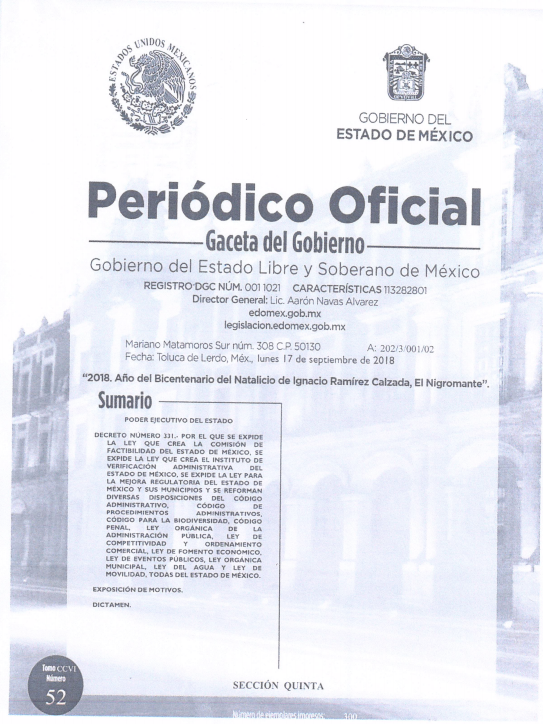 ESTADOS UNIDOS MEXICANOS
GOBIERNO DEL
ESTADO DE MÉXICO
Periódico Oficial
Gaceta del Gobierno
Gobierno del Estado Libre y Soberano de México
REGISTRO DGC NÚM. 001 1021 CARACTERÍSTICAS 113282801
Director General: Lic. Aarón Navas Alvarez
edomex.gob.mx
legislacion.edomex.gob.mx
Mariano Matamoros Sur núm. 308 C.P. 50130 A: 202/3/001/02
Fecha: Toluca de Lerdo, Méx., lunes 17 de septiembre de 2018
“2018. Año del Bicentenario del Natalicio de Ignacio Ramírez Calzada, El Nigromante”.
Sumario
PODER EJECUTIVO DEL ESTADO
DECRETO NÚMERO 331.- POR EL QUE SE EXPIDE
LA LEY QUE CREA LA COMISIÓN DE
FACTIBILIDAD DEL ESTADO DE MÉXICO, SE
EXPIDE LA LEY QUE CREA EL INSTITUTO DE
VERIFICACIÓN ADMINISTRATIVA DEL
ESTADO DE MÉXICO, SE EXPIDE LA LEY PARA
LA MEJORA REGULATORIA DEL ESTADO DE
MÉXICO Y SUS MUNICIPIOS Y SE REFORMAN
DIVERSAS DISPOSICIONES DEL CÓDIGO
ADMINISTRATIVO, CÓDIGO DE
PROCEDIMIENTOS ADMINISTRATIVOS,
CÓDIGO PARA LA BIODIVERSIDAD, CÓDIGO
PENAL, LEY ORGÁNICA DE LA
ADMINISTRACIÓN PÚBLICA, LEY DE
COMPETITIVIDAD Y ORDENAMIENTO
COMERCIAL, LEY DE FOMENTO ECONÓMICO,
LEY DE EVENTOS PÚBLICOS, LEY ORGÁNICA
MUNICIPAL, LEY DEL AGUA Y LEY DE
MOVILIDAD, TODAS DEL ESTADO DE MÉXICO.
EXPOSICIÓN DE MOTIVOS.
DICTAMEN.
Tomo CCVI
Número
52
SECCIÓN QUINTA
Número de ejemplares impresos: 300